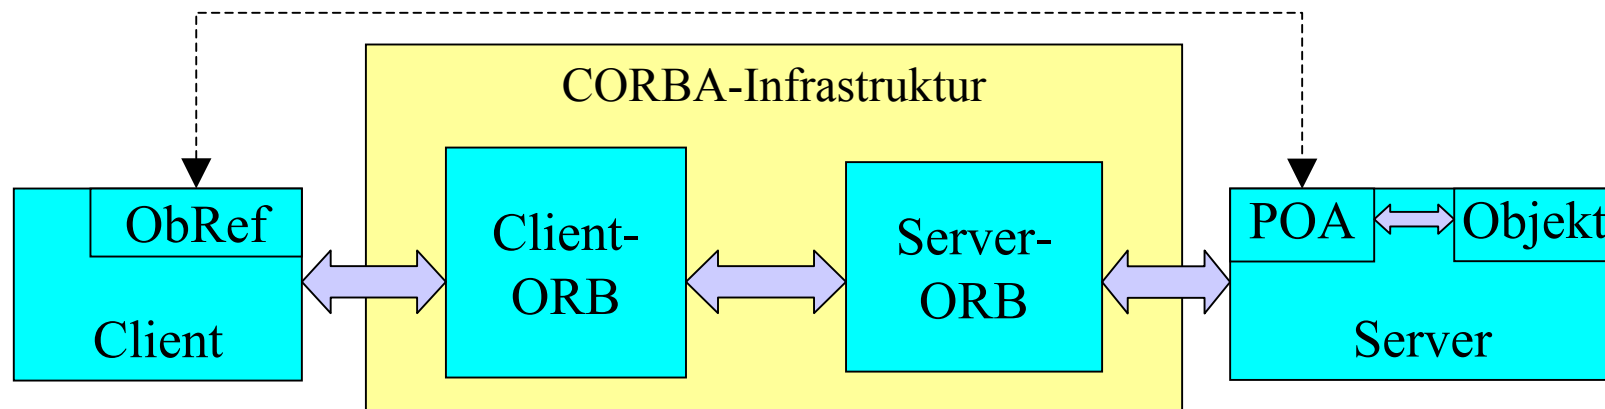 CORBA-Infrastruktur
ObRef
Client
Client-
ORB
Server-
ORB
POA
Objekt
Server